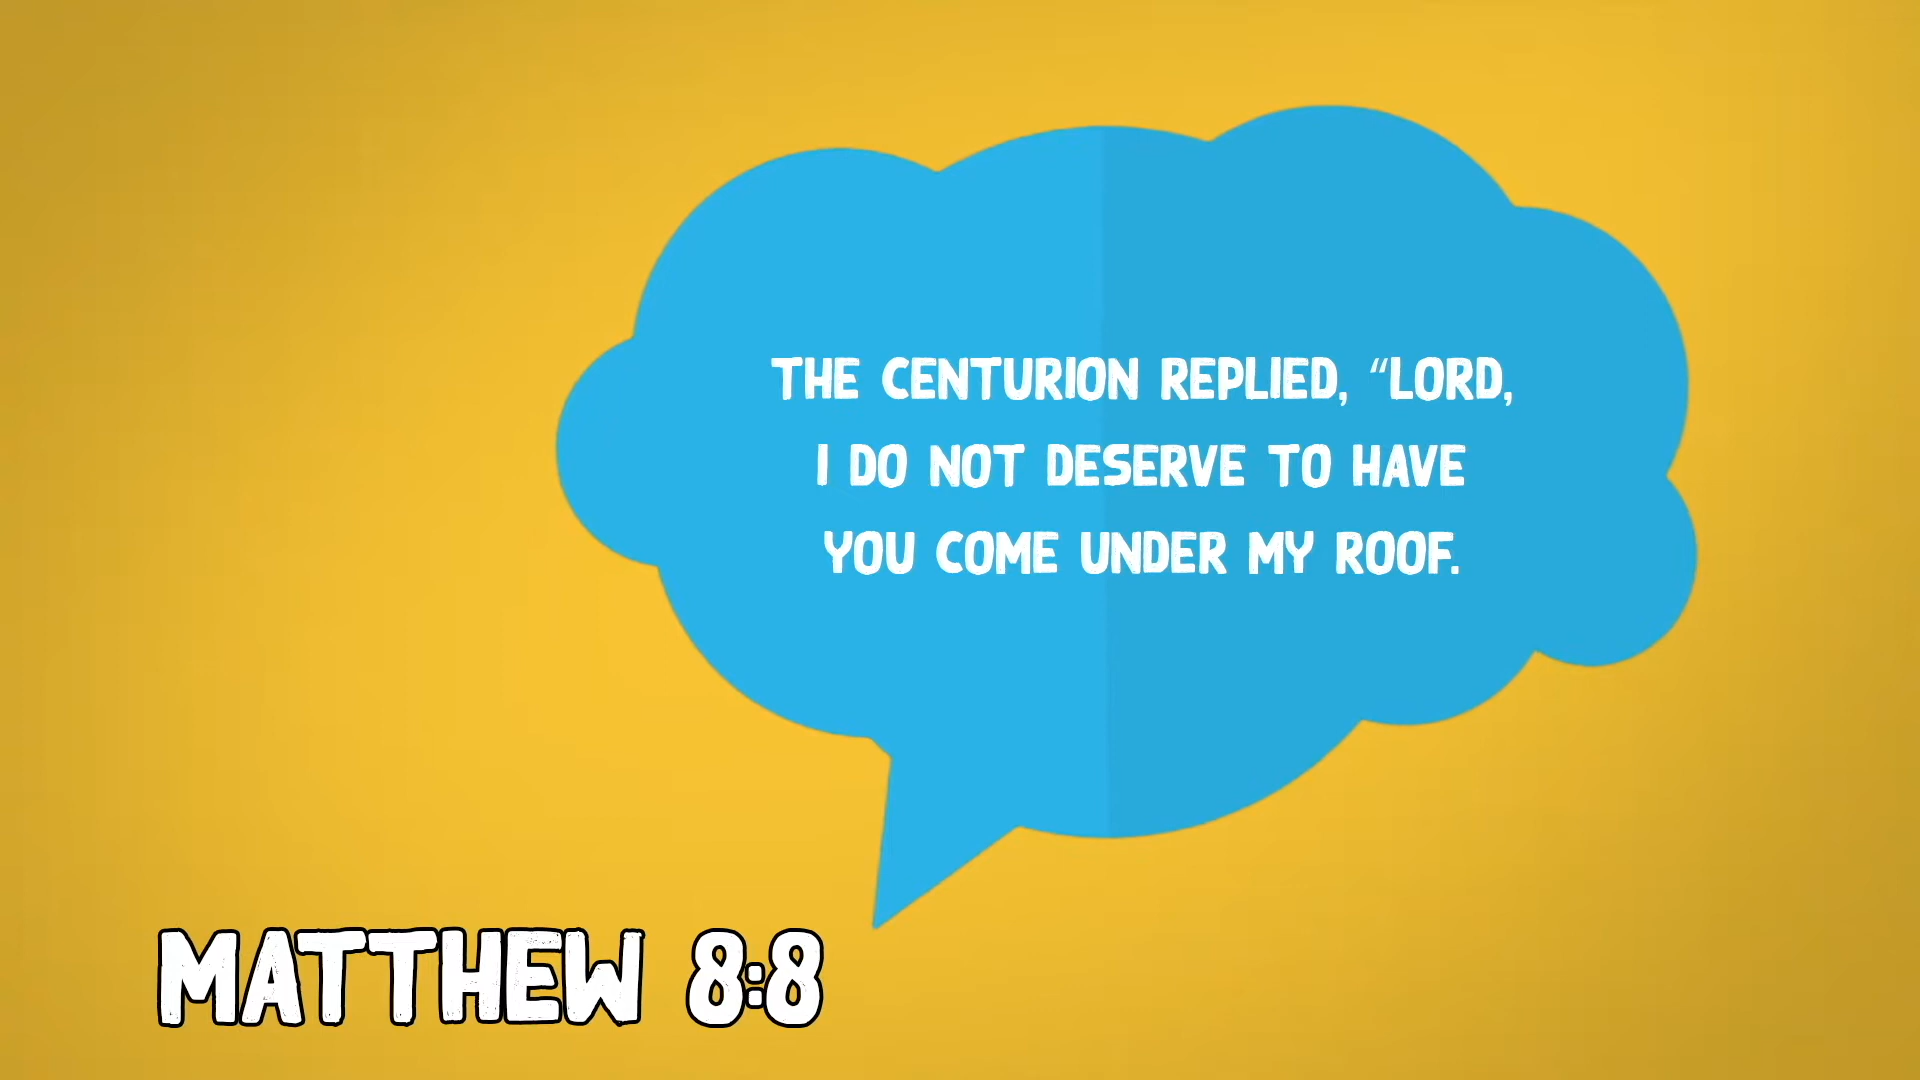 THE CENTURION REPLIED, “LORD,
I DO NOT DESERVE TO HAVE
YOU COME UNDER MY ROOF.
MATTHEW 8:8